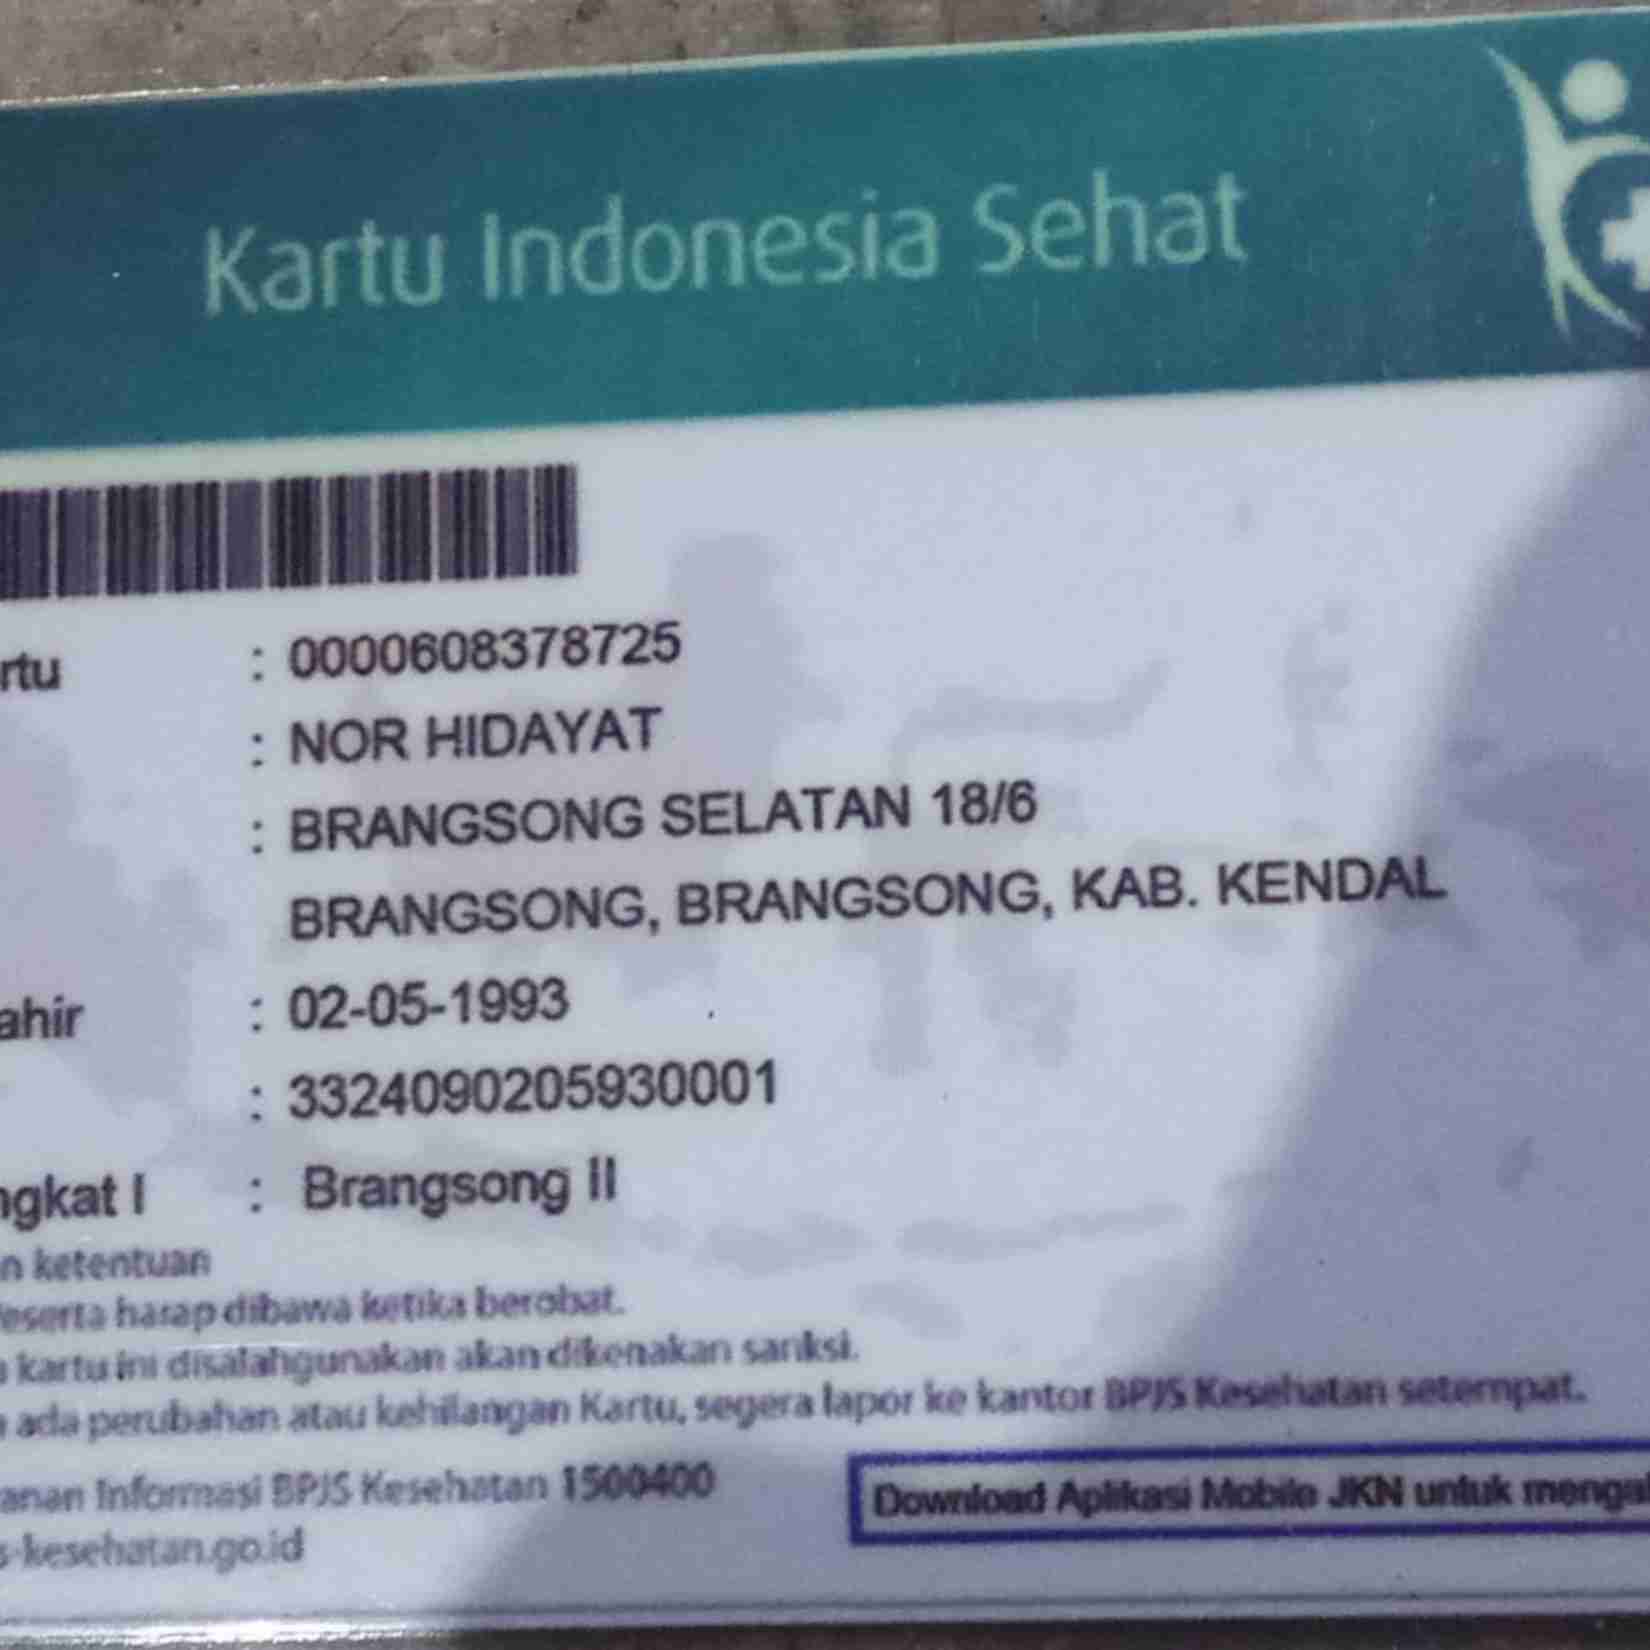 Kartu Indonesia Sehat
rtu : 0000608378725
: NOR HIDAYAT
: BRANGSONG SELATAN 18/6
BRANGSONG, BRANGSONG, KAB. KENDAL
ahir : 02-05-1993
: 3324090205930001
ngkat I : Brangsong II
n ketentuan
Peserta harap dibawa ketika berobat.
a kartu ini disalahgunakan akan dikenakan sanksi.
a ada perubahan atau kehilangan Kartu, segera lapor ke kantor BPJS Kesehatan setempat.
anan Informasi BPJS Kesehatan 1500400
s-kesehatan.go.id
Download Aplikasi Mobile JKN untuk menga